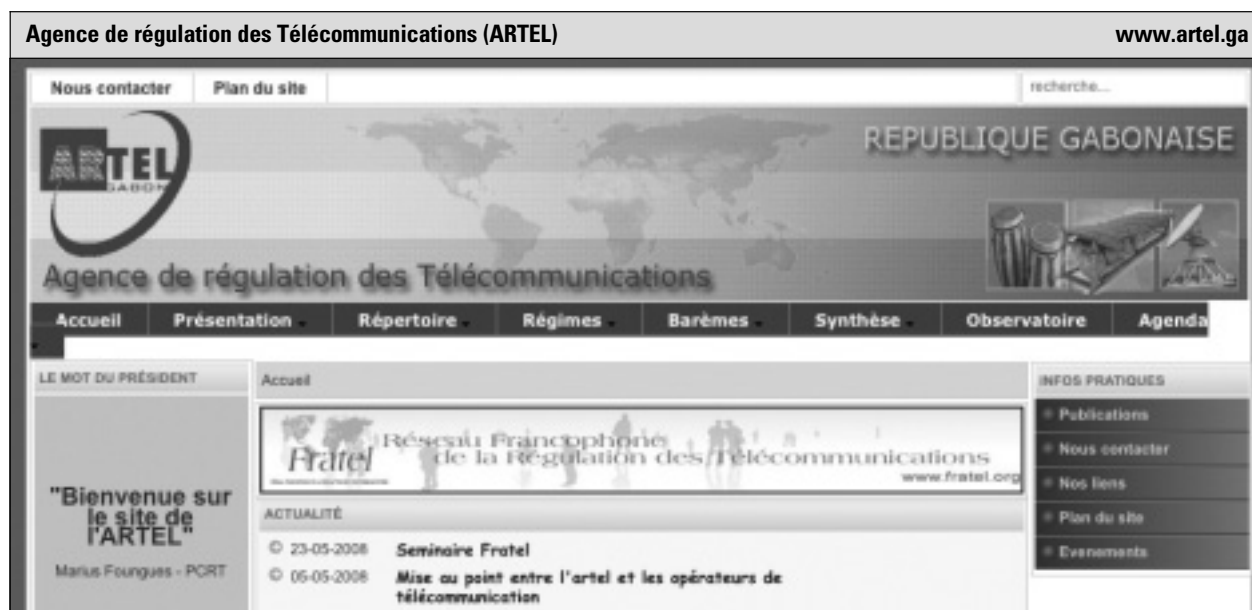 Agence de régulation des Télécommunications (ARTEL) www.artel.ga
Nous contacter Plan du site recherche...
ARTEL
GABON
REPUBLIQUE GABONAISE
Agence de régulation des Télécommunications
Accueil Présentation Répertoire Régimes Barèmes Synthèse Observatoire Agenda
LE MOT DU PRÉSIDENT
"Bienvenue sur
le site de
l'ARTEL"
Marius Foungues - PCRT
Accueil
Fratel
Réseau Francophone
de la Régulation des Télécommunications
www.fratel.org
ACTUALITÉ
23-05-2008 Seminaire Fratel
05-05-2008 Mise au point entre l'artel et les opérateurs de
télécommunication
INFOS PRATIQUES
Publications
Nous contacter
Nos liens
Plan du site
Evenements